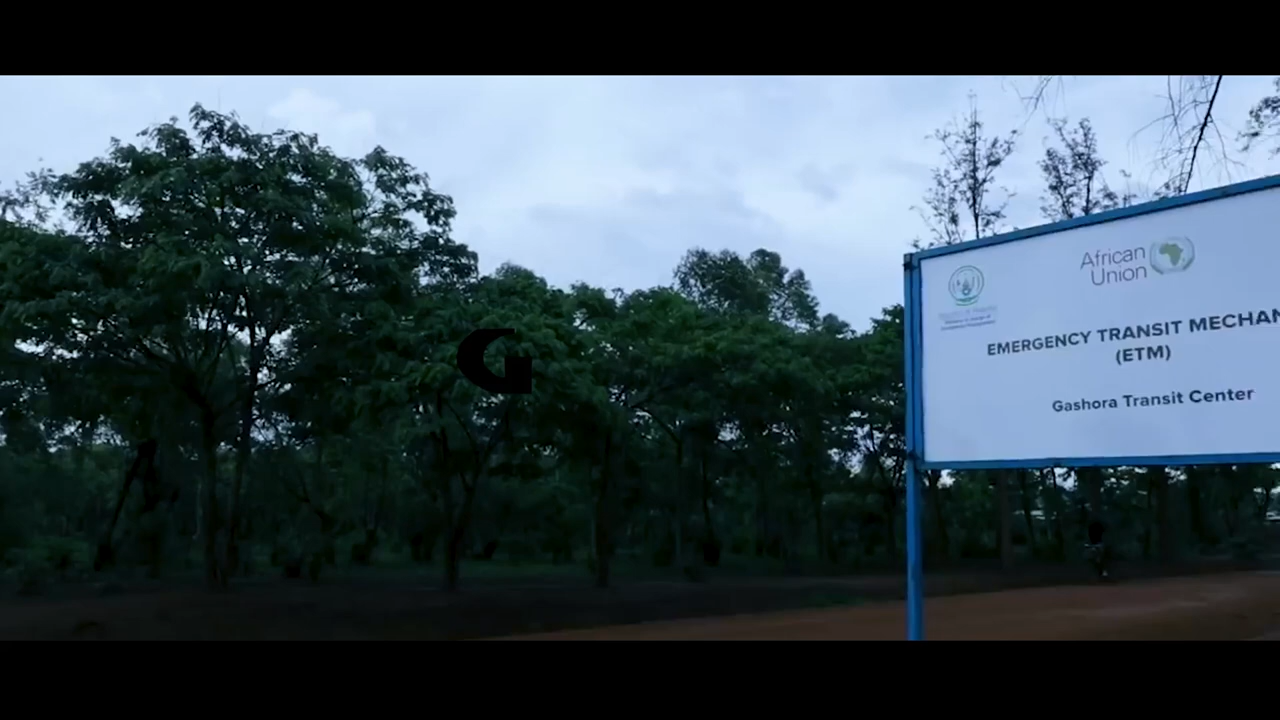 G
African
Union
EMERGENCY TRANSIT MECHAN
(ETM)
Gashora Transit Center